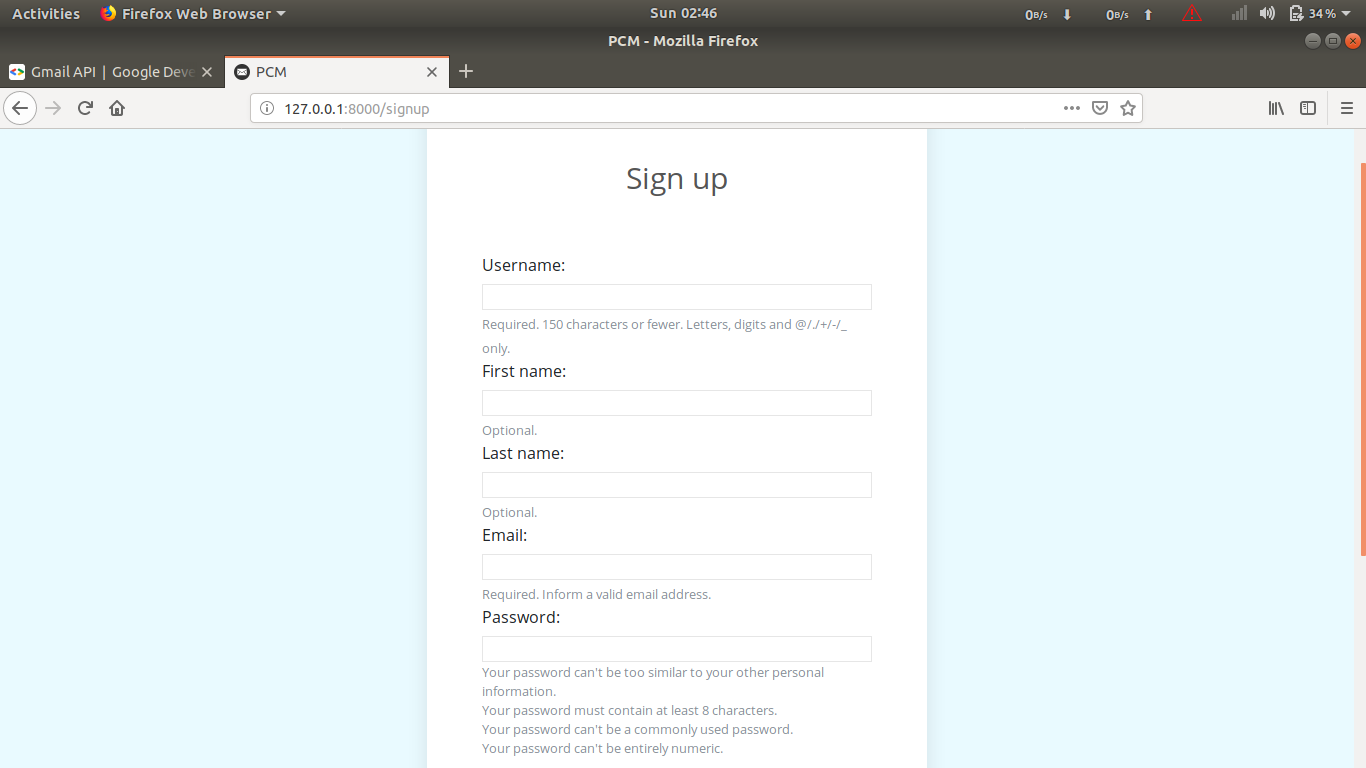 Activities Firefox Web Browser Sun 02:46 0B/s 0B/s 34%
PCM - Mozilla Firefox
Gmail API | Google Deve PCM
127.0.0.1:8000/signup
Sign up
Username:
Required. 150 characters or fewer. Letters, digits and @/./+/-/_
only.
First name:
Optional.
Last name:
Optional.
Email:
Required. Inform a valid email address.
Password:
Your password can't be too similar to your other personal
information.
Your password must contain at least 8 characters.
Your password can't be a commonly used password.
Your password can't be entirely numeric.